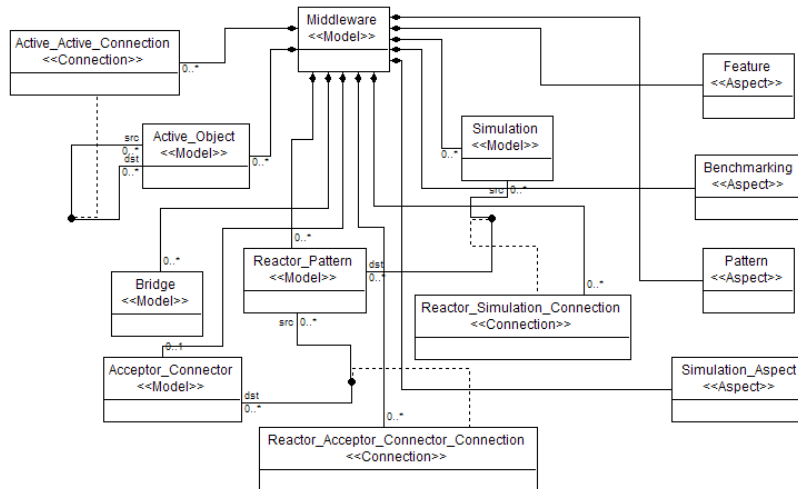 Middleware
<<Model>>
Active_Active_Connection
<<Connection>>
0..*
Feature
<<Aspect>>
Active_Object
<<Model>>
src
0..*
dst
0..*
0..*
Simulation
<<Model>>
0..*
src
0..*
Benchmarking
<<Aspect>>
0..*
Bridge
<<Model>>
0..*
Reactor_Pattern
<<Model>>
dst
0..*
Pattern
<<Aspect>>
0..*
Reactor_Simulation_Connection
<<Connection>>
src
0..*
0..1
Acceptor_Connector
<<Model>>
dst
0..*
Simulation_Aspect
<<Aspect>>
0..*
Reactor_Acceptor_Connector_Connection
<<Connection>>